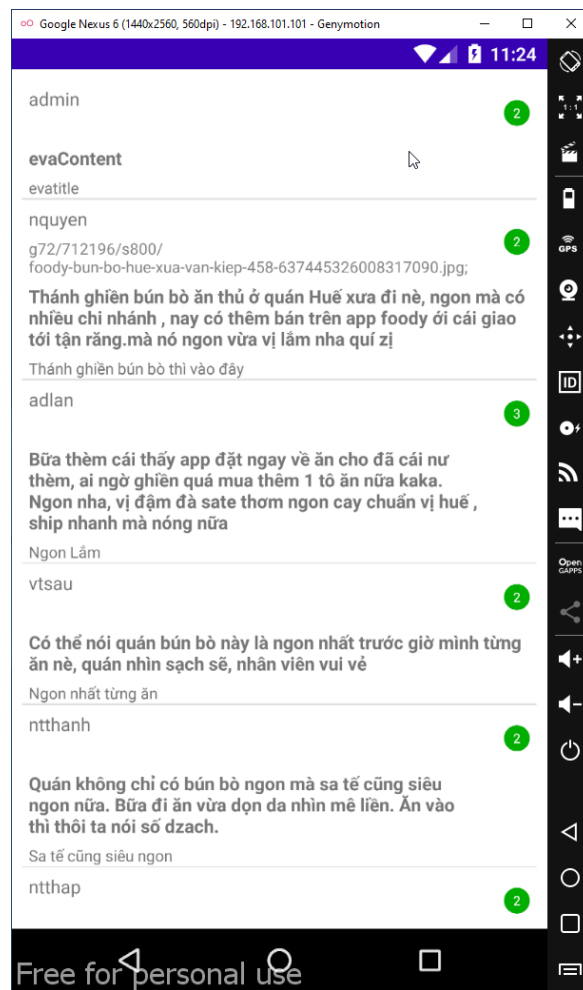 Google Nexus 6 (1440x2560, 560dpi) - 192.168.101.101 - Genymotion
11:24
admin
2
evaContent
evatitle
nquyen
2
g72/712196/s800/
foody-bun-bo-hue-xua-van-kiep-458-637445326008317090.jpg;
Thánh ghiền bún bò ăn thủ ở quán Huế xưa đi nè, ngon mà có
nhiều chi nhánh , nay có thêm bán trên app foody ới cái giao
tới tận răng.mà nó ngon vừa vị lắm nha quí zị
Thánh ghiền bún bò thì vào đây
adlan
3
Bữa thèm cái thấy app đặt ngay về ăn cho đã cái nư
thèm, ai ngờ ghiền quá mua thêm 1 tô ăn nữa kaka.
Ngon nha, vị đậm đà sate thơm ngon cay chuẩn vị huế ,
ship nhanh mà nóng nữa
Ngon Lắm
vtsau
2
Có thể nói quán bún bò này là ngon nhất trước giờ mình từng
ăn nè, quán nhìn sạch sẽ, nhân viên vui vẻ
Ngon nhất từng ăn
ntthanh
2
Quán không chỉ có bún bò ngon mà sa tế cũng siêu
ngon nữa. Bữa đi ăn vừa dọn da nhìn mê liền. Ăn vào
thì thôi ta nói số dzach.
Sa tế cũng siêu ngon
ntthap
2
Free for personal use
1:1
GPS
ID
Open
GAPPS